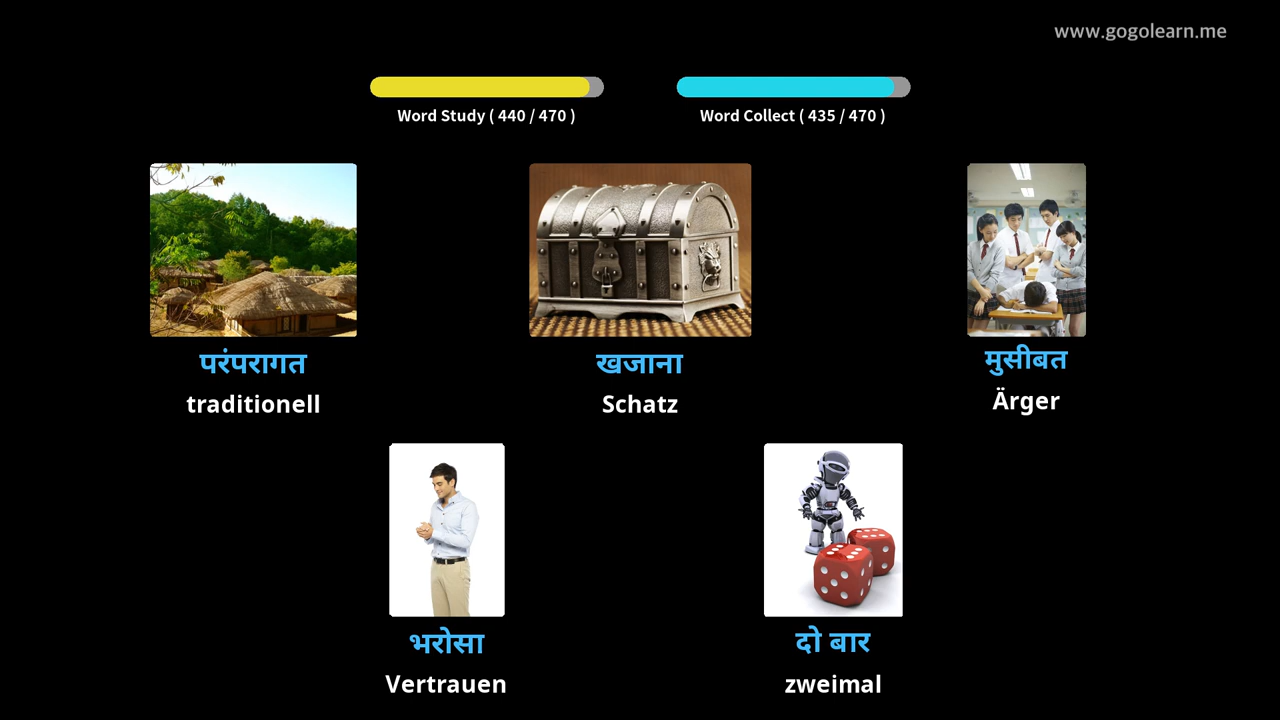 www.gogolearn.me
Word Study ( 440 / 470 )
Word Collect ( 435 / 470 )
परंपरागत
खजाना
मुसीबत
traditionell
Schatz
Ärger
भरोसा
दो बार
Vertrauen
zweimal